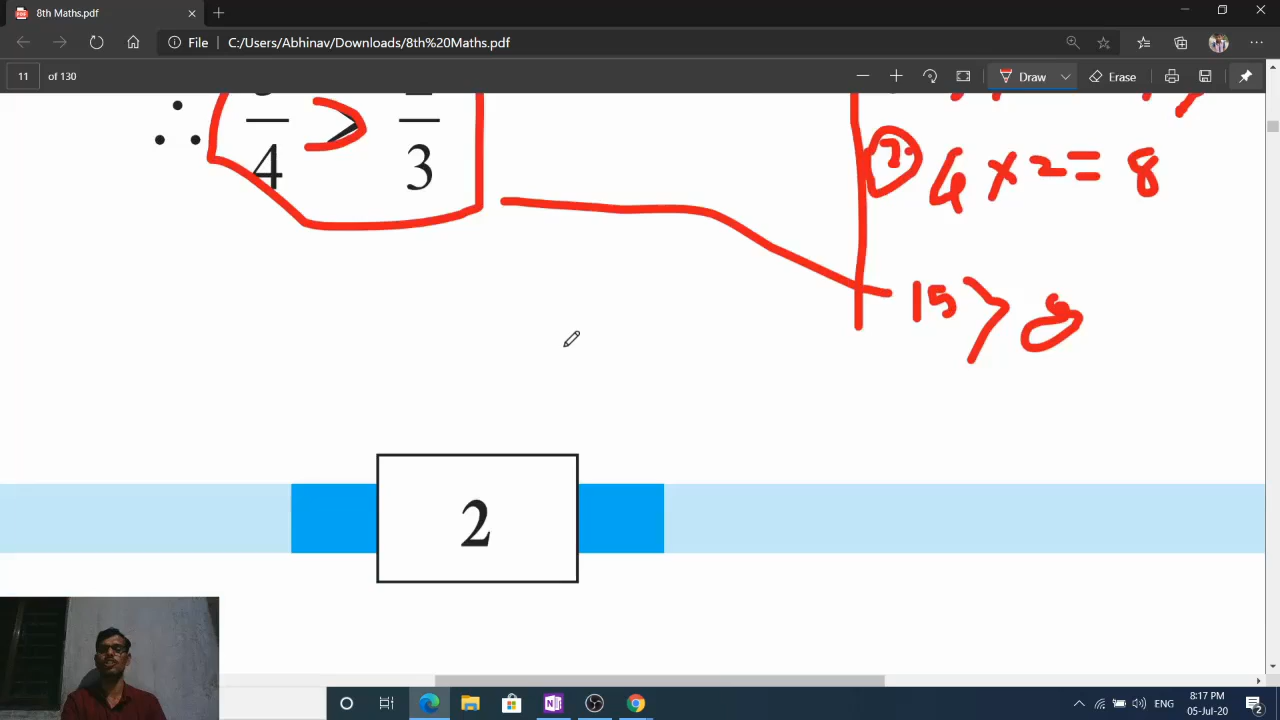 8th Maths.pdf
File C:/Users/Abhinav/Downloads/8th%20Maths.pdf
11 of 130
Draw Erase
∴
4 > 3
② 4 × 2 = 8
15 > 8
2
ENG
8:17 PM
05-Jul-20
2